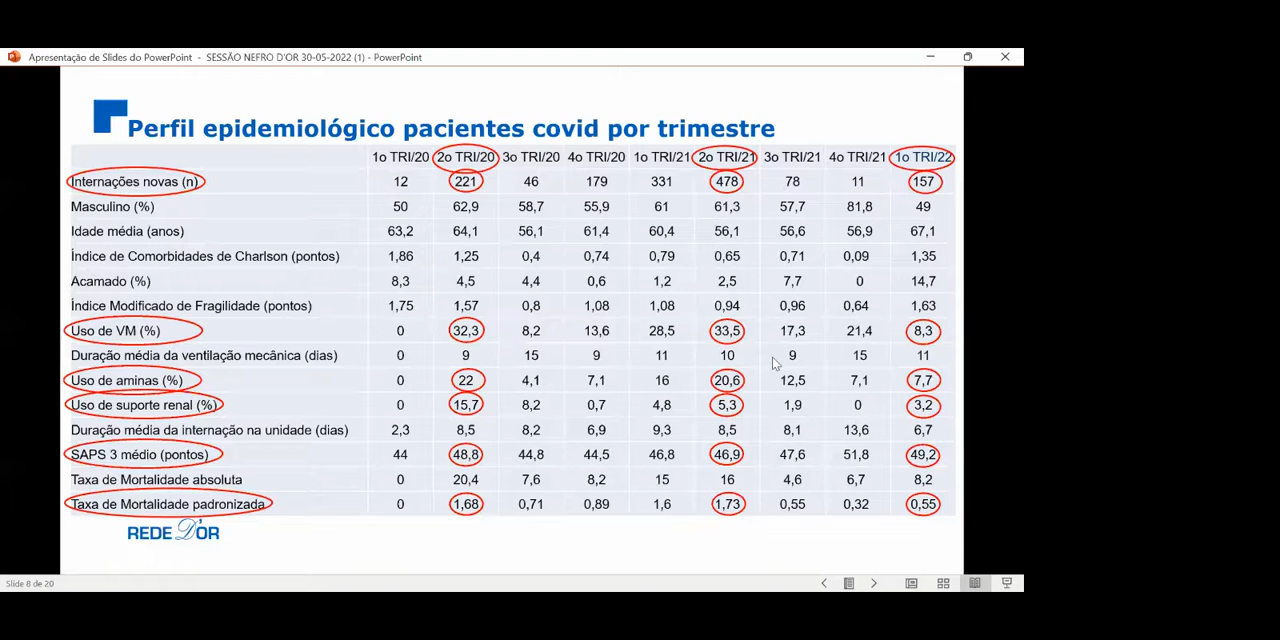 Apresentação de Slides do PowerPoint - SESSÃO NEFRO D'OR 30-05-2022 (1) - PowerPoint
Perfil epidemiológico pacientes covid por trimestre
1o TRI/20 2o TRI/20 3o TRI/20 4o TRI/20 1o TRI/21 2o TRI/21 3o TRI/21 4o TRI/21 1o TRI/22
Internações novas (n) 12 221 46 179 331 478 78 11 157
Masculino (%) 50 62,9 58,7 55,9 61 61,3 57,7 81,8 49
Idade média (anos) 63,2 64,1 56,1 61,4 60,4 56,1 56,6 56,9 67,1
Índice de Comorbidades de Charlson (pontos) 1,86 1,25 0,4 0,74 0,79 0,65 0,71 0,09 1,35
Acamado (%) 8,3 4,5 4,4 0,6 1,2 2,5 7,7 0 14,7
Índice Modificado de Fragilidade (pontos) 1,75 1,57 0,8 1,08 1,08 0,94 0,96 0,64 1,63
Uso de VM (%) 0 32,3 8,2 13,6 28,5 33,5 17,3 21,4 8,3
Duração média da ventilação mecânica (dias) 0 9 15 9 11 10 9 15 11
Uso de aminas (%) 0 22 4,1 7,1 16 20,6 12,5 7,1 7,7
Uso de suporte renal (%) 0 15,7 8,2 0,7 4,8 5,3 1,9 0 3,2
Duração média da internação na unidade (dias) 2,3 8,5 8,2 6,9 9,3 8,5 8,1 13,6 6,7
SAPS 3 médio (pontos) 44 48,8 44,8 44,5 46,8 46,9 47,6 51,8 49,2
Taxa de Mortalidade absoluta 0 20,4 7,6 8,2 15 16 4,6 6,7 8,2
Taxa de Mortalidade padronizada 0 1,68 0,71 0,89 1,6 1,73 0,55 0,32 0,55
REDE D'OR
Slide 8 de 20